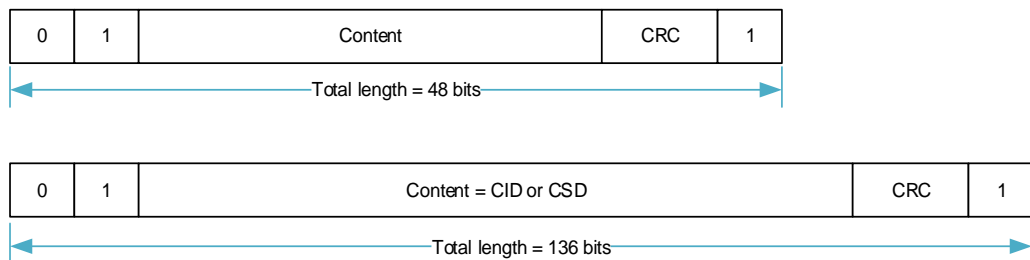 0 1 Content CRC 1
Total length = 48 bits
0 1 Content = CID or CSD CRC 1
Total length = 136 bits